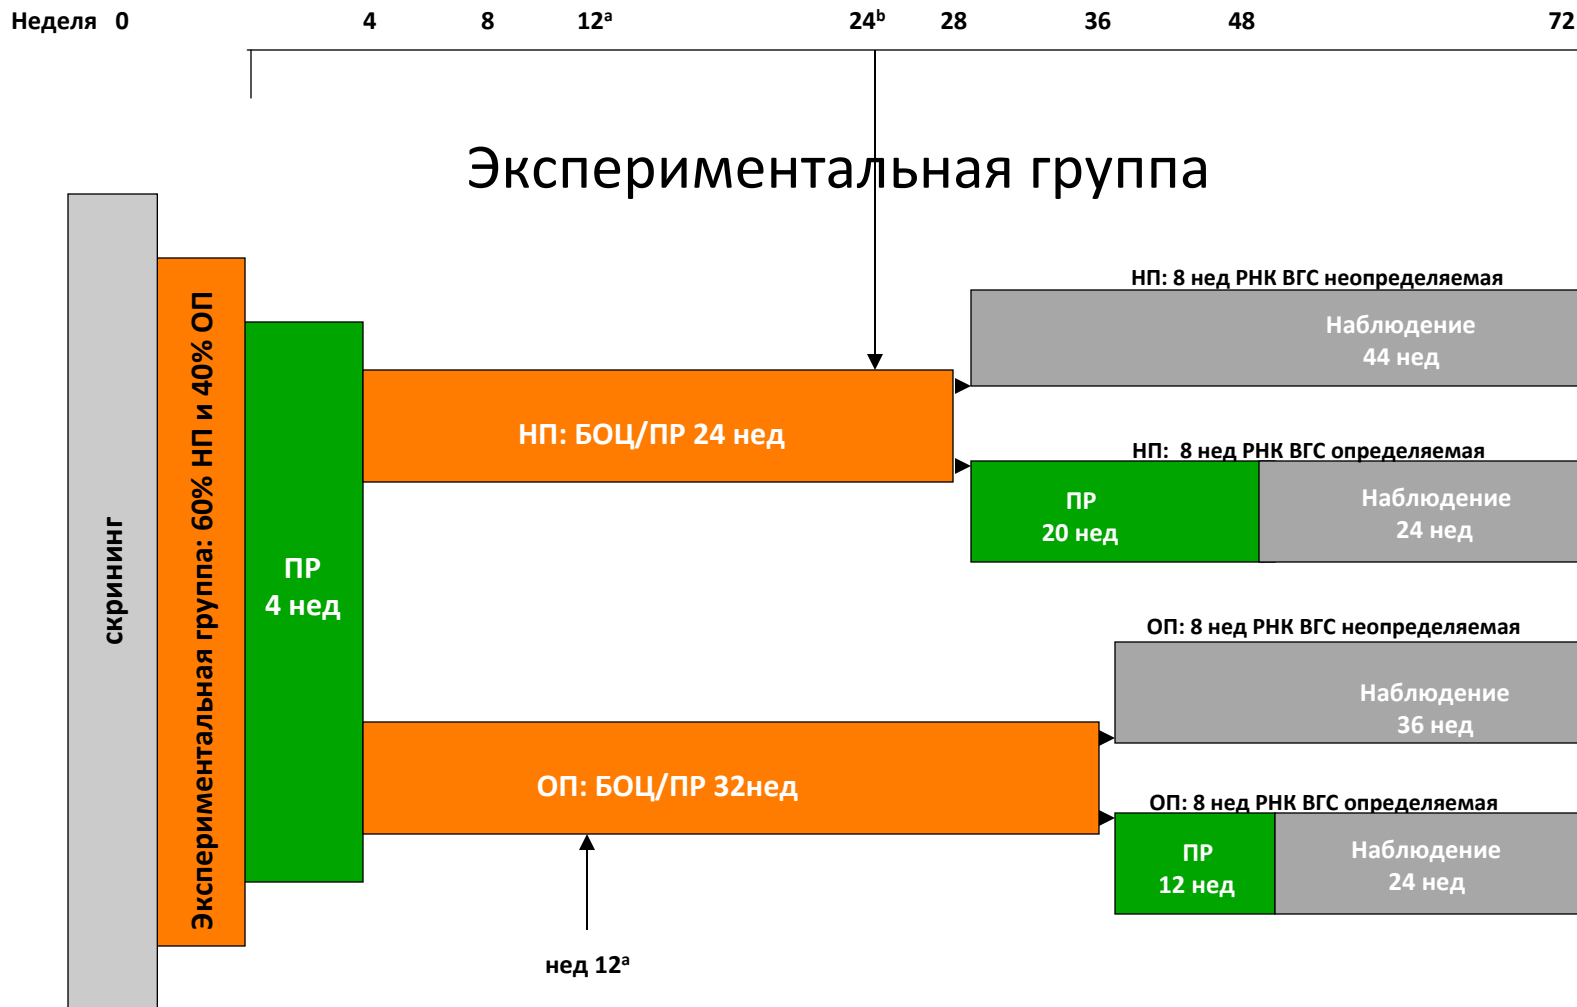 Неделя 0 4 8 12ᵃ 24ᵇ 28 36 48 72
Экспериментальная группа
скрининг
Экспериментальная группа: 60% НП и 40% ОП
ПР
4 нед
НП: БОЦ/ПР 24 нед
НП: 8 нед РНК ВГС неопределяемая
Наблюдение
44 нед
НП: 8 нед РНК ВГС определяемая
ПР
20 нед
Наблюдение
24 нед
ОП: БОЦ/ПР 32нед
ОП: 8 нед РНК ВГС неопределяемая
Наблюдение
36 нед
ОП: 8 нед РНК ВГС определяемая
ПР
12 нед
Наблюдение
24 нед
нед 12ᵃ